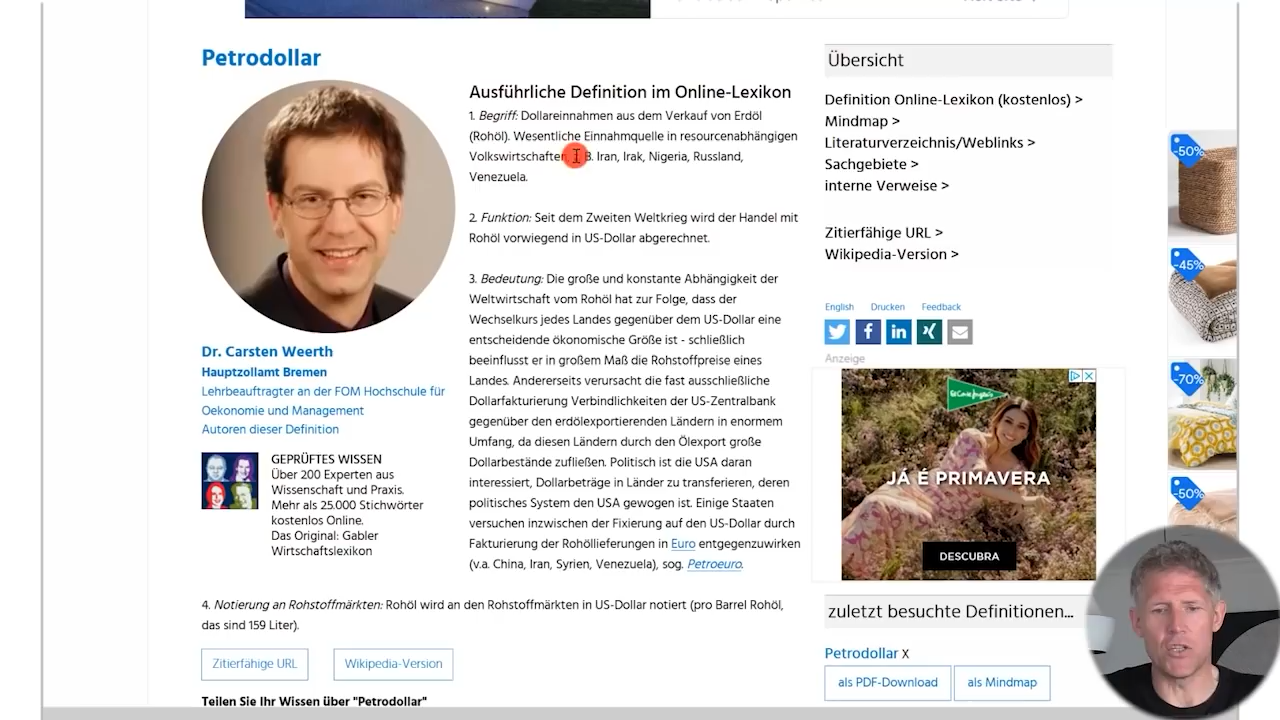 Petrodollar
Ausführliche Definition im Online-Lexikon
1. Begriff: Dollareinnahmen aus dem Verkauf von Erdöl
(Rohöl). Wesentliche Einnahmquelle in resourcenabhängigen
Volkswirtschaften B. Iran, Irak, Nigeria, Russland,
Venezuela.
2. Funktion: Seit dem Zweiten Weltkrieg wird der Handel mit
Rohöl vorwiegend in US-Dollar abgerechnet.
3. Bedeutung: Die große und konstante Abhängigkeit der
Weltwirtschaft vom Rohöl hat zur Folge, dass der
Wechselkurs jedes Landes gegenüber dem US-Dollar eine
entscheidende ökonomische Größe ist - schließlich
beeinflusst er in großem Maß die Rohstoffpreise eines
Landes. Andererseits verursacht die fast ausschließliche
Dollarfakturierung Verbindlichkeiten der US-Zentralbank
gegenüber den erdölexportierenden Ländern in enormem
Umfang, da diesen Ländern durch den Ölexport große
Dollarbestände zufließen. Politisch ist die USA daran
interessiert, Dollarbeträge in Länder zu transferieren, deren
politisches System den USA gewogen ist. Einige Staaten
versuchen inzwischen der Fixierung auf den US-Dollar durch
Fakturierung der Rohöllieferungen in Euro entgegenzuwirken
(v.a. China, Iran, Syrien, Venezuela), sog. Petroeuro.
Dr. Carsten Weerth
Hauptzollamt Bremen
Lehrbeauftragter an der FOM Hochschule für
Oekonomie und Management
Autoren dieser Definition
GEPRÜFTES WISSEN
Über 200 Experten aus
Wissenschaft und Praxis.
Mehr als 25.000 Stichwörter
kostenlos Online.
Das Original: Gabler
Wirtschaftslexikon
4. Notierung an Rohstoffmärkten: Rohöl wird an den Rohstoffmärkten in US-Dollar notiert (pro Barrel Rohöl,
das sind 159 Liter).
Zitierfähige URL
Wikipedia-Version
Teilen Sie Ihr Wissen über "Petrodollar"
Übersicht
Definition Online-Lexikon (kostenlos) >
Mindmap >
Literaturverzeichnis/Weblinks >
Sachgebiete >
interne Verweise >
Zitierfähige URL >
Wikipedia-Version >
English Drucken Feedback
Anzeige
El Corte Inglés
JÁ É PRIMAVERA
DESCUBRA
zuletzt besuchte Definitionen...
Petrodollar X
als PDF-Download
als Mindmap
-50%
-45%
-70%
-50%